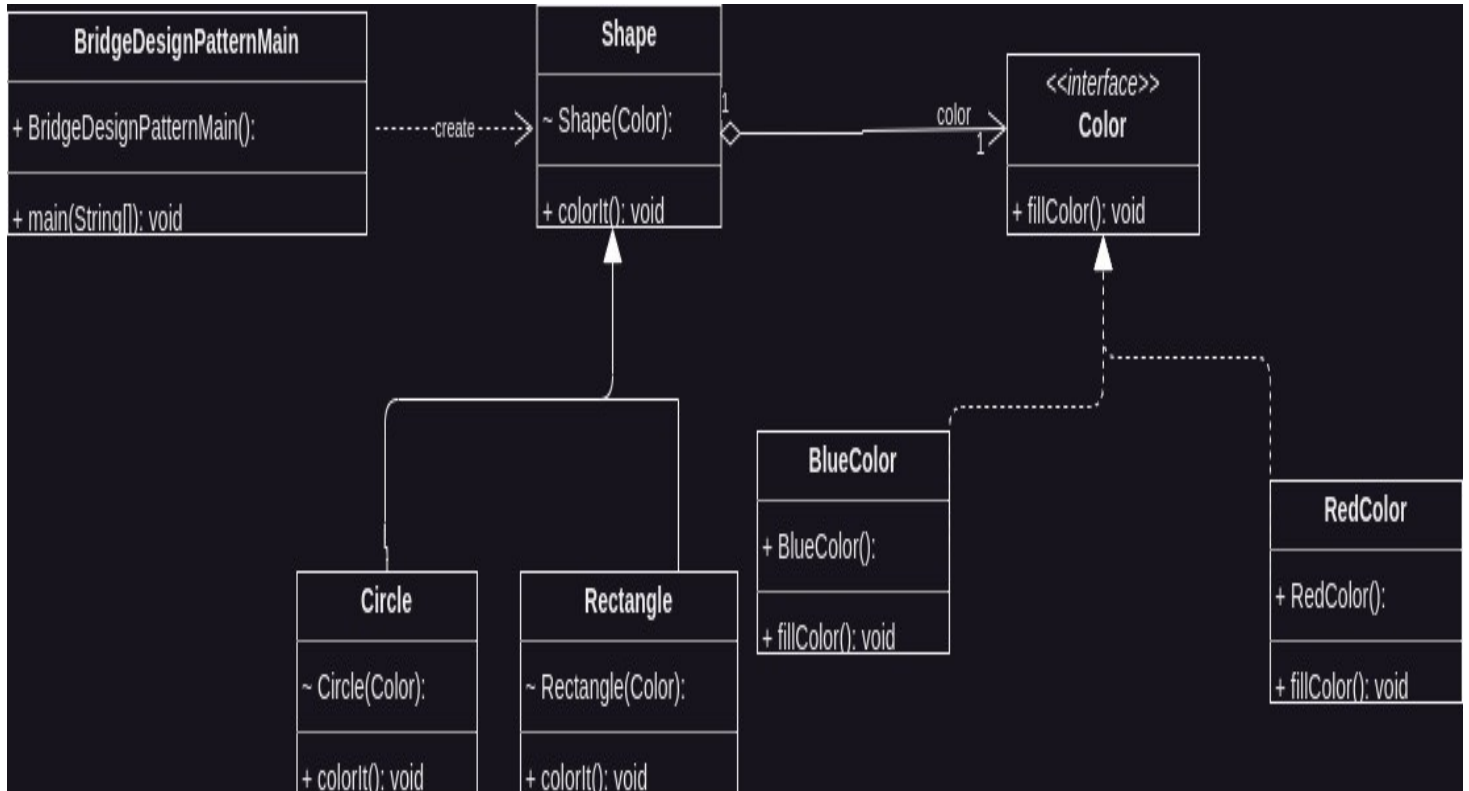 BridgeDesignPatternMain
+ BridgeDesignPatternMain():
+ main(String[]): void
create
Shape
~ Shape(Color):
+ colorIt(): void
1
color
1
<<interface>>
Color
+ fillColor(): void
BlueColor
+ BlueColor():
+ fillColor(): void
RedColor
+ RedColor():
+ fillColor(): void
Circle
~ Circle(Color):
+ colorIt(): void
Rectangle
~ Rectangle(Color):
+ colorIt(): void